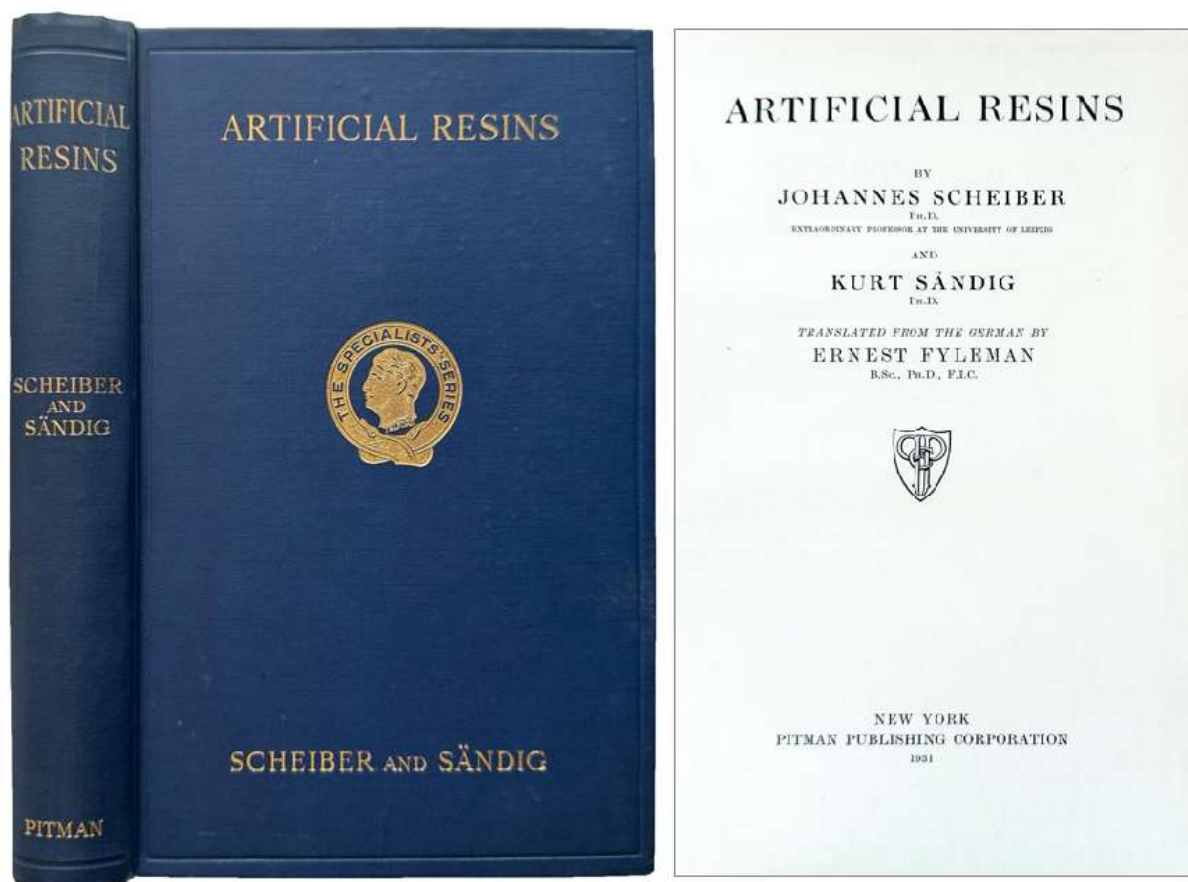 ARTIFICIAL
RESINS
SCHEIBER
AND
SÄNDIG
PITMAN
ARTIFICIAL RESINS
THE SPECIALISTS' SERIES
SCHEIBER AND SÄNDIG
ARTIFICIAL RESINS
BY
JOHANNES SCHEIBER
PH.D.
EXTRAORDINARY PROFESSOR AT THE UNIVERSITY OF LEIPZIG
AND
KURT SÄNDIG
PH.D.
TRANSLATED FROM THE GERMAN BY
ERNEST FYLEMAN
B.Sc., PH.D., F.I.C.
NEW YORK
PITMAN PUBLISHING CORPORATION
1931